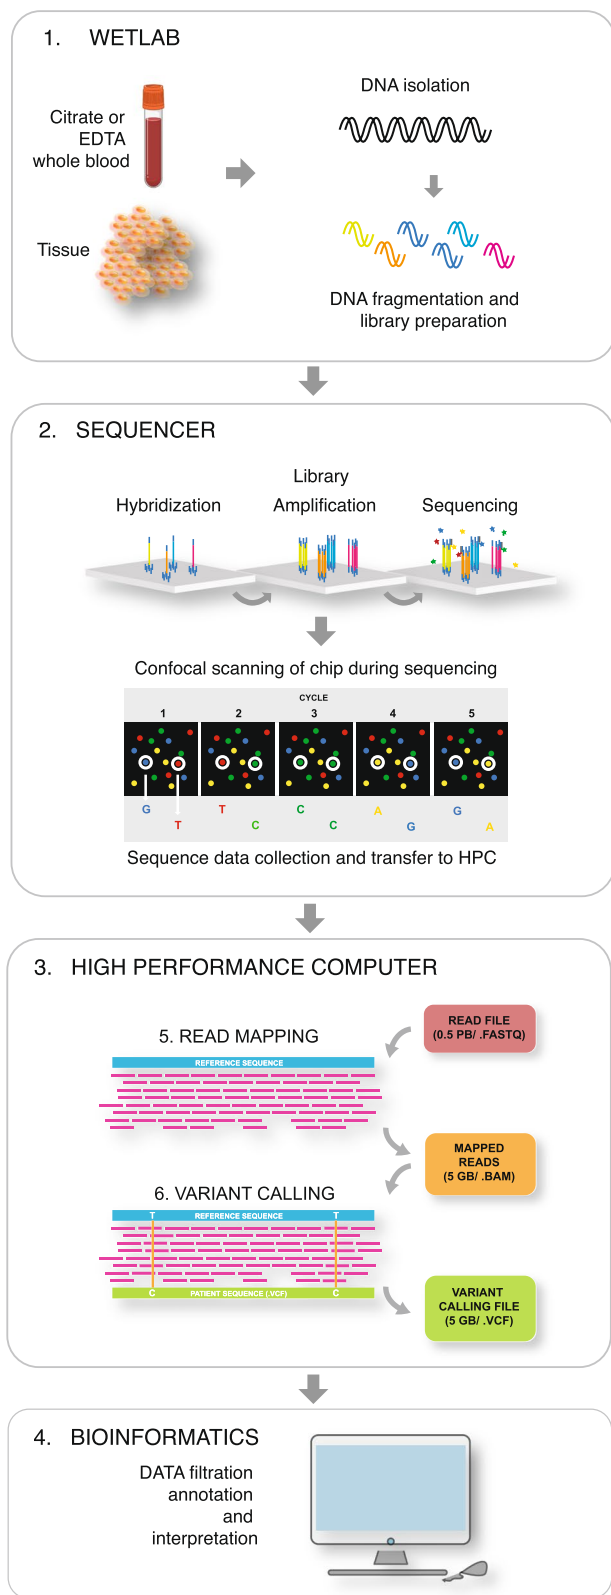 1. WETLAB
Citrate or
EDTA
whole blood
Tissue
DNA isolation
DNA fragmentation and
library preparation
2. SEQUENCER
Hybridization
Library
Amplification
Sequencing
Confocal scanning of chip during sequencing
CYCLE
1 2 3 4 5
G T C A G
T C C G A
Sequence data collection and transfer to HPC
3. HIGH PERFORMANCE COMPUTER
5. READ MAPPING
REFERENCE SEQUENCE
READ FILE
(0.5 PB/ .FASTQ)
MAPPED
READS
(5 GB/ .BAM)
6. VARIANT CALLING
T REFERENCE SEQUENCE T
C PATIENT SEQUENCE (.VCF) C
VARIANT
CALLING FILE
(5 GB/ .VCF)
4. BIOINFORMATICS
DATA filtration
annotation
and
interpretation